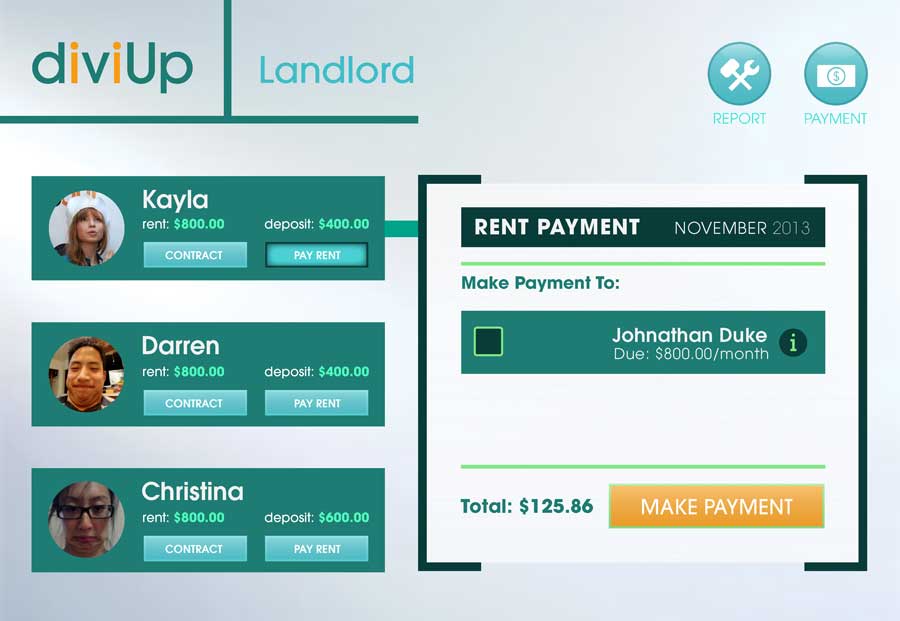 diviUp
Landlord
REPORT
PAYMENT
Kayla
rent: $800.00
deposit: $400.00
CONTRACT
PAY RENT
Darren
rent: $800.00
deposit: $400.00
CONTRACT
PAY RENT
Christina
rent: $800.00
deposit: $600.00
CONTRACT
PAY RENT
RENT PAYMENT
NOVEMBER 2013
Make Payment To:
Johnathan Duke
Due: $800.00/month
i
Total: $125.86
MAKE PAYMENT